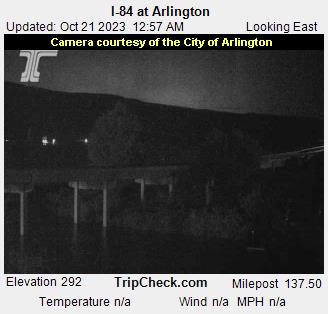 I-84 at Arlington
Updated: Oct 21 2023 12:57 AM Looking East
Camera courtesy of the City of Arlington
Elevation 292 TripCheck.com Milepost 137.50
Temperature n/a Wind n/a MPH n/a